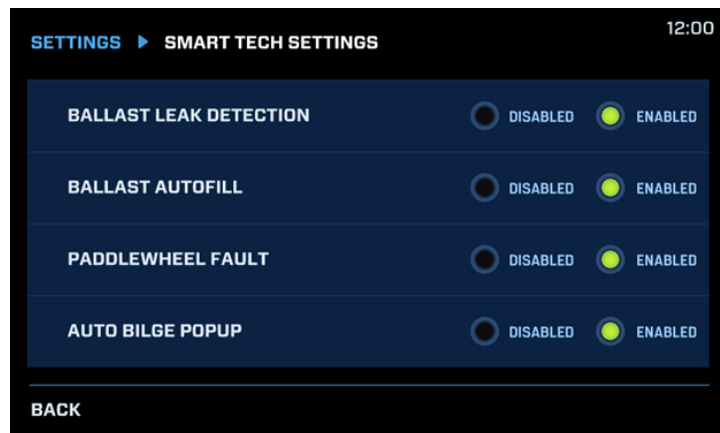 12:00
SETTINGS ▶ SMART TECH SETTINGS
BALLAST LEAK DETECTION DISABLED ENABLED
BALLAST AUTOFILL DISABLED ENABLED
PADDLEWHEEL FAULT DISABLED ENABLED
AUTO BILGE POPUP DISABLED ENABLED
BACK